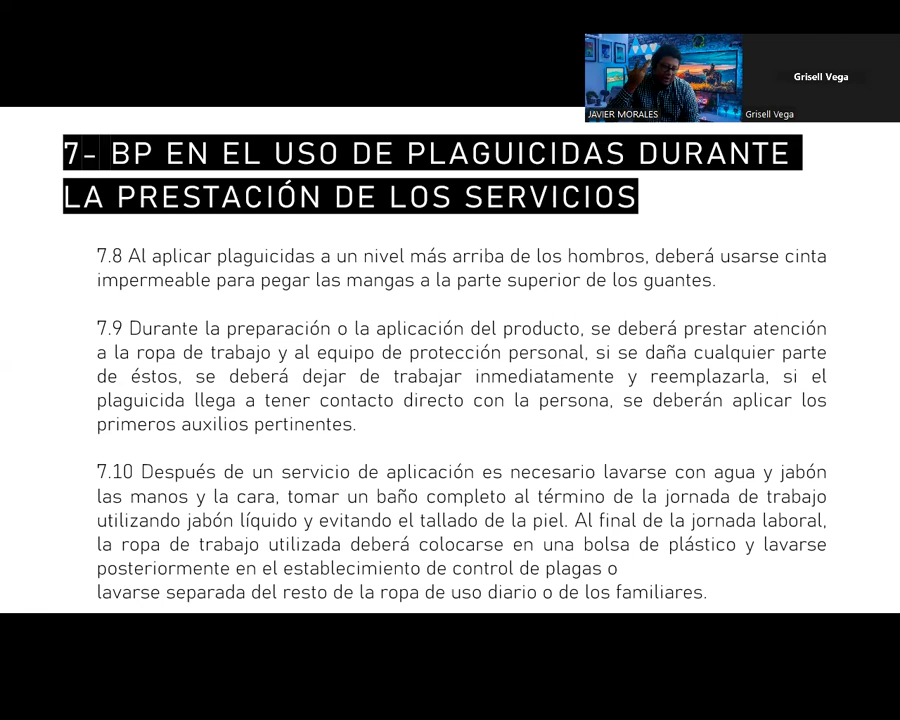 JAVIER MORALES
Grisell Vega
Grisell Vega
7- BP EN EL USO DE PLAGUICIDAS DURANTE
LA PRESTACIÓN DE LOS SERVICIOS
7.8 Al aplicar plaguicidas a un nivel más arriba de los hombros, deberá usarse cinta
impermeable para pegar las mangas a la parte superior de los guantes.
7.9 Durante la preparación o la aplicación del producto, se deberá prestar atención
a la ropa de trabajo y al equipo de protección personal, si se daña cualquier parte
de éstos, se deberá dejar de trabajar inmediatamente y reemplazarla, si el
plaguicida llega a tener contacto directo con la persona, se deberán aplicar los
primeros auxilios pertinentes.
7.10 Después de un servicio de aplicación es necesario lavarse con agua y jabón
las manos y la cara, tomar un baño completo al término de la jornada de trabajo
utilizando jabón líquido y evitando el tallado de la piel. Al final de la jornada laboral,
la ropa de trabajo utilizada deberá colocarse en una bolsa de plástico y lavarse
posteriormente en el establecimiento de control de plagas o
lavarse separada del resto de la ropa de uso diario o de los familiares.